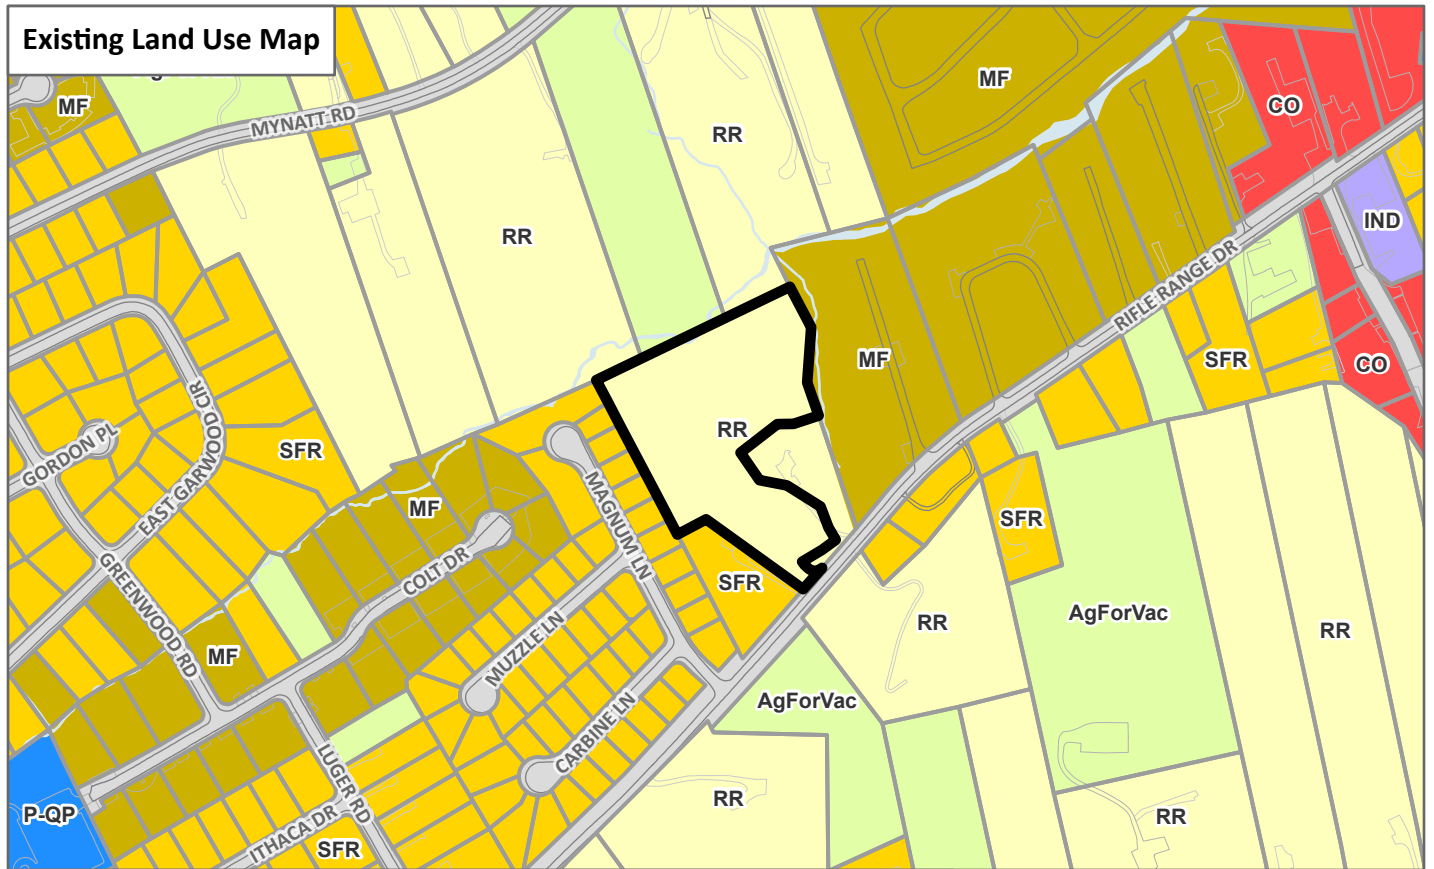 Existing Land Use Map
MF
MYNATT RD
RR
MF
CO
RR
IND
RIFLE RANGE DR
MF
SFR
CO
EAST GARWOOD CIR
GORDON PL
SFR
RR
MAGNUM LN
MF
SFR
COLT DR
GREENWOOD RD
SFR
RR
AgForVac
RR
MUZZLE LN
MF
AgForVac
CARBINE LN
LUGER RD
RR
P-QP
RR
ITHACA DR
SFR